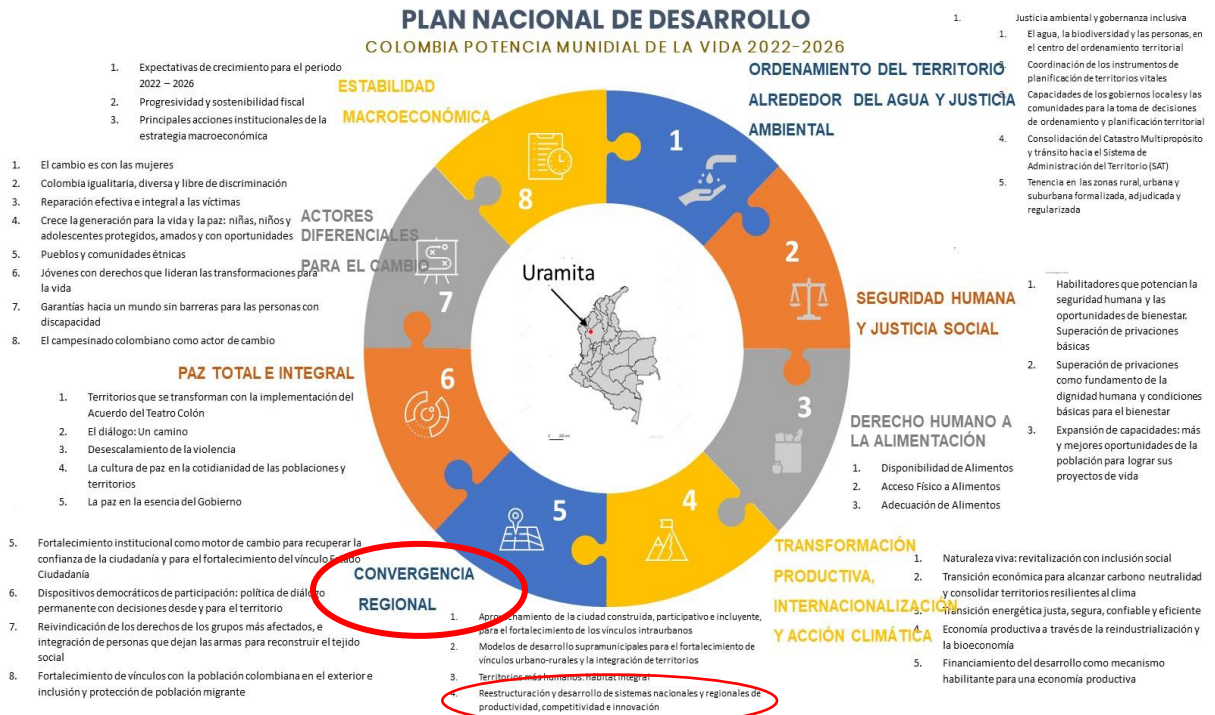 PLAN NACIONAL DE DESARROLLO
COLOMBIA POTENCIA MUNIDIAL DE LA VIDA 2022-2026
1. Expectativas de crecimiento para el periodo
2022 – 2026
2. Progresividad y sostenibilidad fiscal
3. Principales acciones institucionales de la
estrategia macroeconómica
ESTABILIDAD
MACROECONÓMICA
8
ORDENAMIENTO DEL TERRITORIO
ALREDEDOR DEL AGUA Y JUSTICIA
AMBIENTAL
1
1. Justicia ambiental y gobernanza inclusiva
1. El agua, la biodiversidad y las personas, en
el centro del ordenamiento territorial
Coordinación de los instrumentos de
planificación de territorios vitales
Capacidades de los gobiernos locales y las
comunidades para la toma de decisiones
de ordenamiento y planificación territorial
4. Consolidación del Catastro Multipropósito
y tránsito hacia el Sistema de
Administración del Territorio (SAT)
5. Tenencia en las zonas rural, urbana y
suburbana formalizada, adjudicada y
regularizada
1. El cambio es con las mujeres
2. Colombia igualitaria, diversa y libre de discriminación
3. Reparación efectiva e integral a las víctimas
4. Crece la generación para la vida y la paz: niñas, niños y
adolescentes protegidos, amados y con oportunidades
5. Pueblos y comunidades étnicas
6. Jóvenes con derechos que lideran las transformaciones para
la vida
7. Garantías hacia un mundo sin barreras para las personas con
discapacidad
8. El campesinado colombiano como actor de cambio
ACTORES
DIFERENCIALES
PARA EL CAMBIO
7
Uramita
2
SEGURIDAD HUMANA
Y JUSTICIA SOCIAL
1. Habilitadores que potencian la
seguridad humana y las
oportunidades de bienestar.
Superación de privaciones
básicas
2. Superación de privaciones
como fundamento de la
dignidad humana y condiciones
básicas para el bienestar
3. Expansión de capacidades: más
y mejores oportunidades de la
población para lograr sus
proyectos de vida
PAZ TOTAL E INTEGRAL
1. Territorios que se transforman con la implementación del
Acuerdo del Teatro Colón
2. El diálogo: Un camino
3. Desescalamiento de la violencia
4. La cultura de paz en la cotidianidad de las poblaciones y
territorios
5. La paz en la esencia del Gobierno
6
3
DERECHO HUMANO A
LA ALIMENTACIÓN
1. Disponibilidad de Alimentos
2. Acceso Físico a Alimentos
3. Adecuación de Alimentos
5
4
5. Fortalecimiento institucional como motor de cambio para recuperar la
confianza de la ciudadanía y para el fortalecimiento del vínculo Estado
Ciudadanía
6. Dispositivos democráticos de participación: política de diálogo
permanente con decisiones desde y para el territorio
7. Reivindicación de los derechos de los grupos más afectados, e
integración de personas que dejan las armas para reconstruir el tejido
social
8. Fortalecimiento de vínculos con la población colombiana en el exterior e
inclusión y protección de población migrante
CONVERGENCIA
REGIONAL
1. Aprovechamiento de la ciudad construida, participativo e incluyente,
para el fortalecimiento de los vínculos intraurbanos
2. Modelos de desarrollo supramunicipales para el fortalecimiento de
vínculos urbano-rurales y la integración de territorios
3. Territorios más humanos: hábitat integral
4. Reestructuración y desarrollo de sistemas nacionales y regionales de
productividad, competitividad e innovación
TRANSFORMACIÓN
PRODUCTIVA,
INTERNACIONALIZACIÓN
Y ACCIÓN CLIMÁTICA
1. Naturaleza viva: revitalización con inclusión social
2. Transición económica para alcanzar carbono neutralidad
y consolidar territorios resilientes al clima
Transición energética justa, segura, confiable y eficiente
4. Economía productiva a través de la reindustrialización y
la bioeconomía
5. Financiamiento del desarrollo como mecanismo
habilitante para una economía productiva